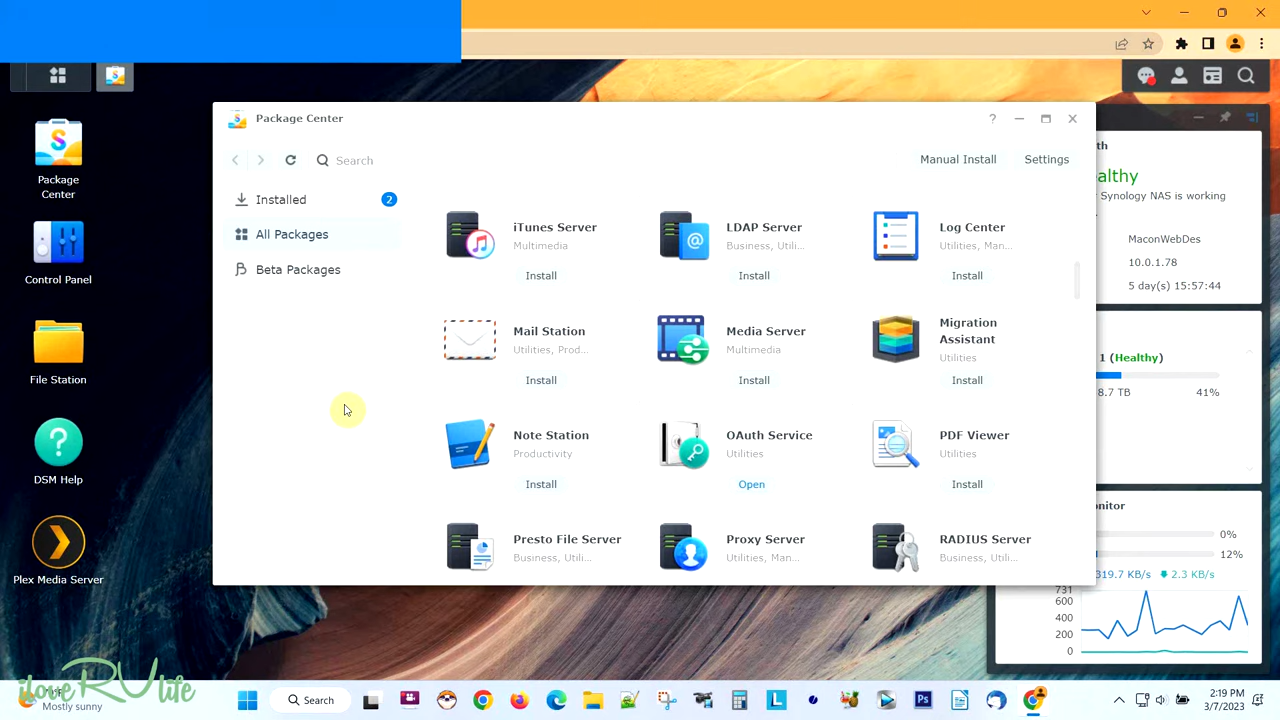 Package Center
Search
Manual Install
Settings
Installed
2
All Packages
Beta Packages
iTunes Server
Multimedia
Install
LDAP Server
Business, Utili...
Install
Log Center
Utilities, Man...
Install
Mail Station
Utilities, Prod...
Install
Media Server
Multimedia
Install
Migration
Assistant
Utilities
Install
Note Station
Productivity
Install
OAuth Service
Utilities
Open
PDF Viewer
Utilities
Install
Presto File Server
Business, Utili...
Proxy Server
Utilities, Man...
RADIUS Server
Business, Utili...
Package
Center
Control Panel
File Station
DSM Help
Plex Media Server
th
althy
Synology NAS is working
MaconWebDes
10.0.1.78
5 day(s) 15:57:44
1 (Healthy)
8.7 TB
41%
onitor
0%
12%
319.7 KB/s
2.3 KB/s
731
600
400
200
0
iloveRVlife
Mostly sunny
Search
2:19 PM
3/7/2023